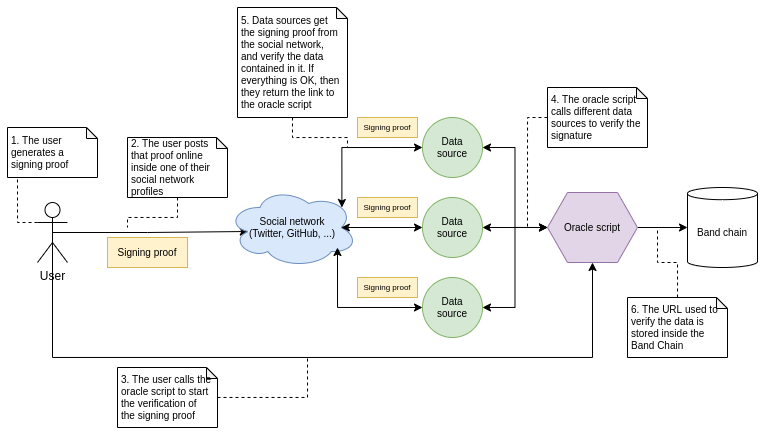 5. Data sources get
the signing proof from
the social network,
and verify the data
contained in it. If
everything is OK, then
they return the link to
the oracle script
1. The user
generates a
signing proof
2. The user posts
that proof online
inside one of their
social network
profiles
4. The oracle script
calls different data
sources to verify the
signature
Signing proof
Data
source
Signing proof
Data
source
Signing proof
Data
source
Social network
(Twitter, GitHub, ...)
Oracle script
Band chain
Signing proof
User
6. The URL used to
verify the data is
stored inside the
Band Chain
3. The user calls the
oracle script to start
the verification of
the signing proof